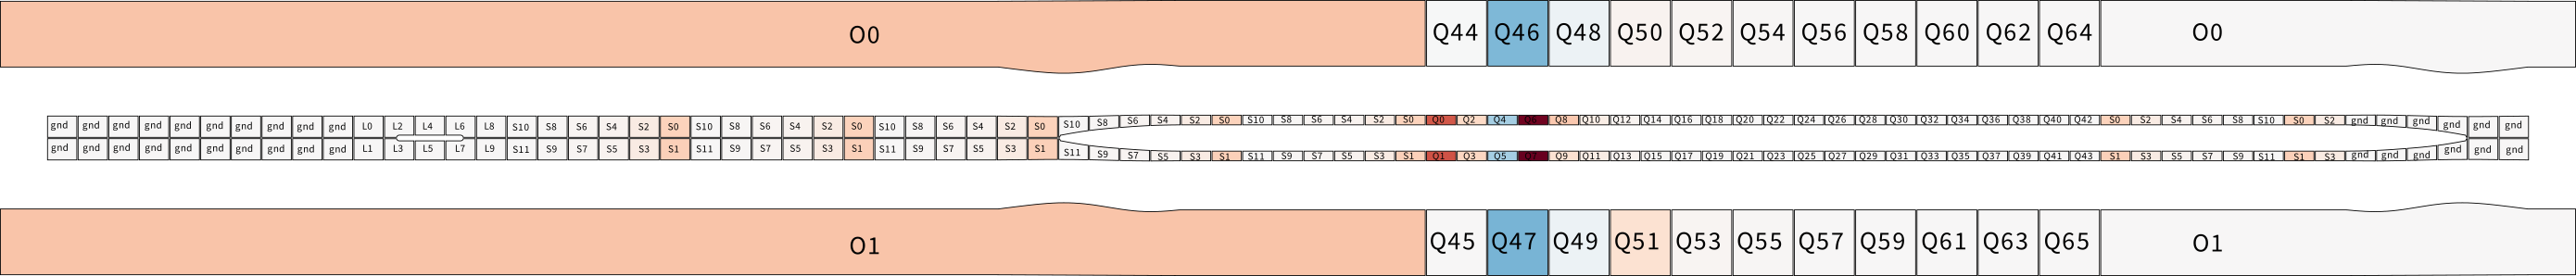 O0 Q44 Q46 Q48 Q50 Q52 Q54 Q56 Q58 Q60 Q62 Q64 O0
gnd gnd gnd gnd gnd gnd gnd gnd gnd gnd L0 L2 L4 L6 L8 S10 S8 S6 S4 S2 S0 S10 S8 S6 S4 S2 S0 S10 S8 S6 S4 S2 S0 S10 S8 S6 S4 S2 S0 S10 S8 S6 S4 S2 S0 Q0 Q2 Q4 Q6 Q8 Q10 Q12 Q14 Q16 Q18 Q20 Q22 Q24 Q26 Q28 Q30 Q32 Q34 Q36 Q38 Q40 Q42 S0 S2 S4 S6 S8 S10 S0 S2 gnd gnd gnd gnd gnd gnd
gnd gnd gnd gnd gnd gnd gnd gnd gnd gnd L1 L3 L5 L7 L9 S11 S9 S7 S5 S3 S1 S11 S9 S7 S5 S3 S1 S11 S9 S7 S5 S3 S1 S11 S9 S7 S5 S3 S1 S11 S9 S7 S5 S3 S1 Q1 Q3 Q5 Q7 Q9 Q11 Q13 Q15 Q17 Q19 Q21 Q23 Q25 Q27 Q29 Q31 Q33 Q35 Q37 Q39 Q41 Q43 S1 S3 S5 S7 S9 S11 S1 S3 gnd gnd gnd gnd gnd gnd
O1 Q45 Q47 Q49 Q51 Q53 Q55 Q57 Q59 Q61 Q63 Q65 O1